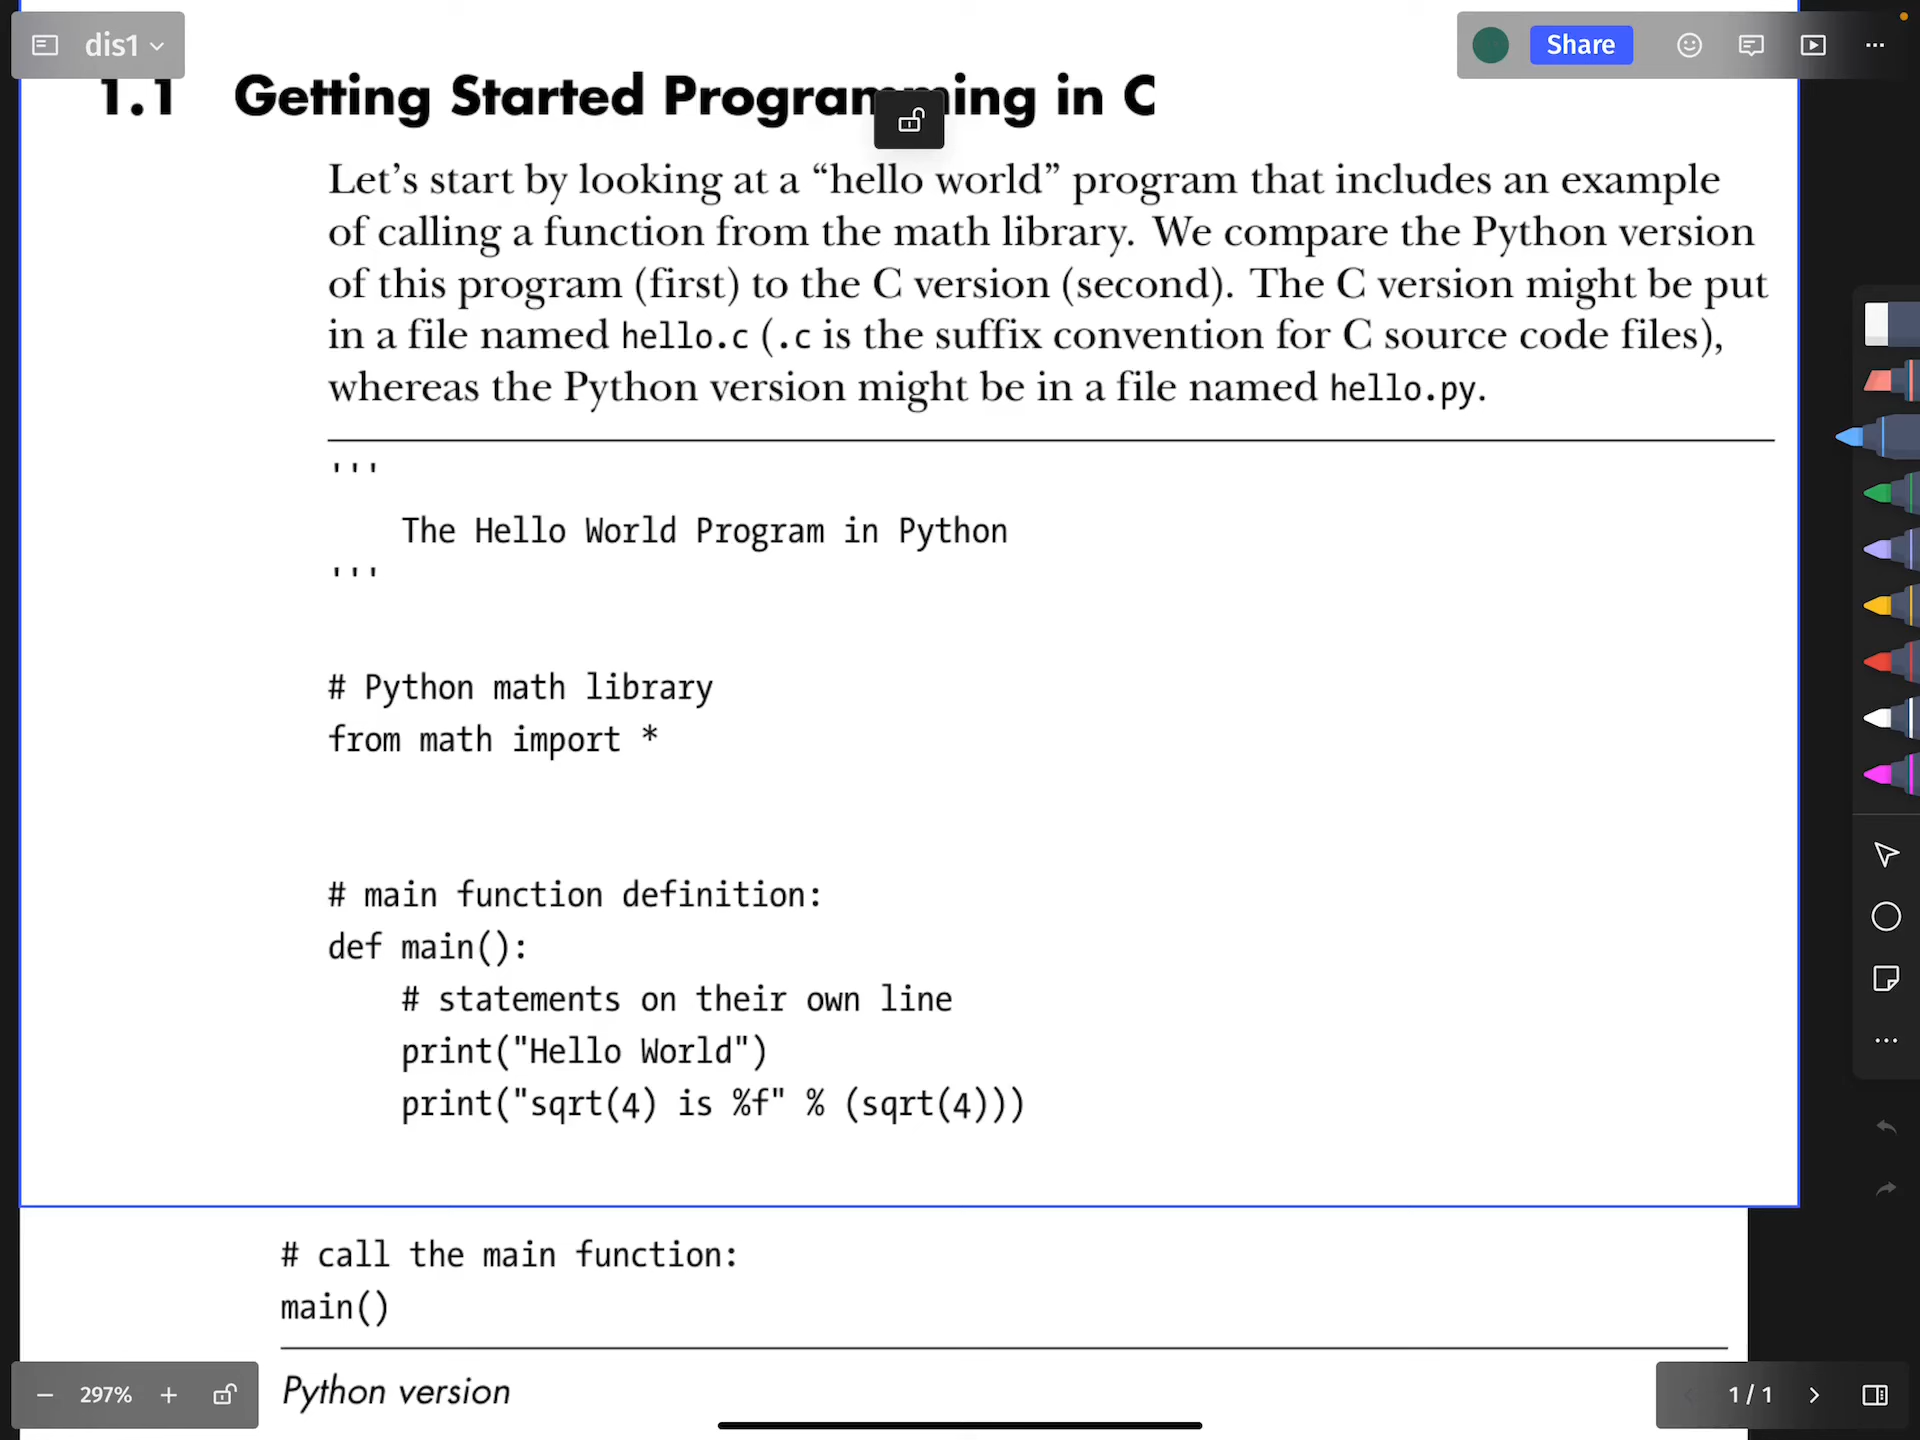 dis1
Share
1.1 Getting Started Programming in C
Let’s start by looking at a “hello world” program that includes an example
of calling a function from the math library. We compare the Python version
of this program (first) to the C version (second). The C version might be put
in a file named hello.c (.c is the suffix convention for C source code files),
whereas the Python version might be in a file named hello.py.
'''
    The Hello World Program in Python
'''
# Python math library
from math import *
# main function definition:
def main():
    # statements on their own line
    print("Hello World")
    print("sqrt(4) is %f" % (sqrt(4)))
# call the main function:
main()
Python version
297%
1 / 1